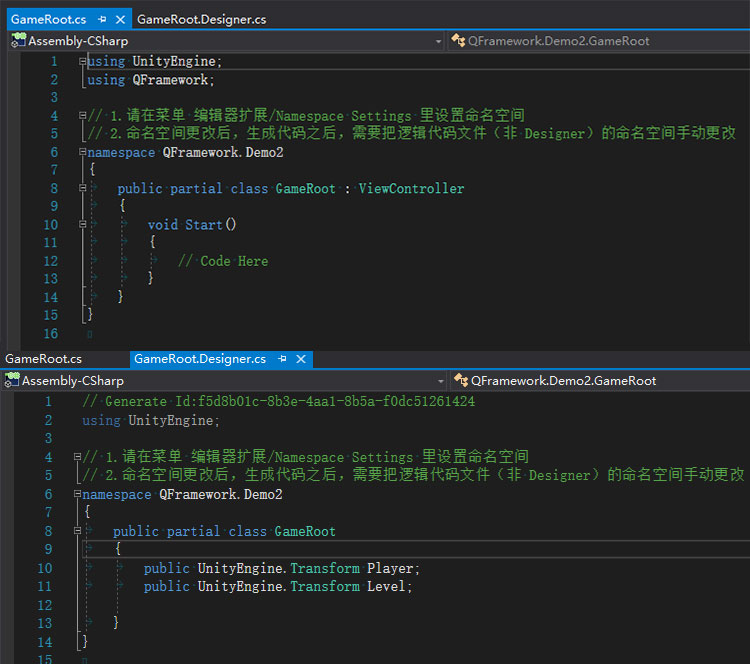 GameRoot.cs GameRoot.Designer.cs
Assembly-CSharp QFramework.Demo2.GameRoot
1 using UnityEngine;
2 using QFramework;
3
4 // 1.请在菜单 编辑器扩展/Namespace Settings 里设置命名空间
5 // 2.命名空间更改后，生成代码之后，需要把逻辑代码文件（非 Designer）的命名空间手动更改
6 namespace QFramework.Demo2
7 {
8 public partial class GameRoot : ViewController
9 {
10 void Start()
11 {
12 // Code Here
13 }
14 }
15 }
16
GameRoot.cs GameRoot.Designer.cs
Assembly-CSharp QFramework.Demo2.GameRoot
1 // Generate Id:f5d8b01c-8b3e-4aa1-8b5a-f0dc51261424
2 using UnityEngine;
3
4 // 1.请在菜单 编辑器扩展/Namespace Settings 里设置命名空间
5 // 2.命名空间更改后，生成代码之后，需要把逻辑代码文件（非 Designer）的命名空间手动更改
6 namespace QFramework.Demo2
7 {
8 public partial class GameRoot
9 {
10 public UnityEngine.Transform Player;
11 public UnityEngine.Transform Level;
12
13 }
14 }
15